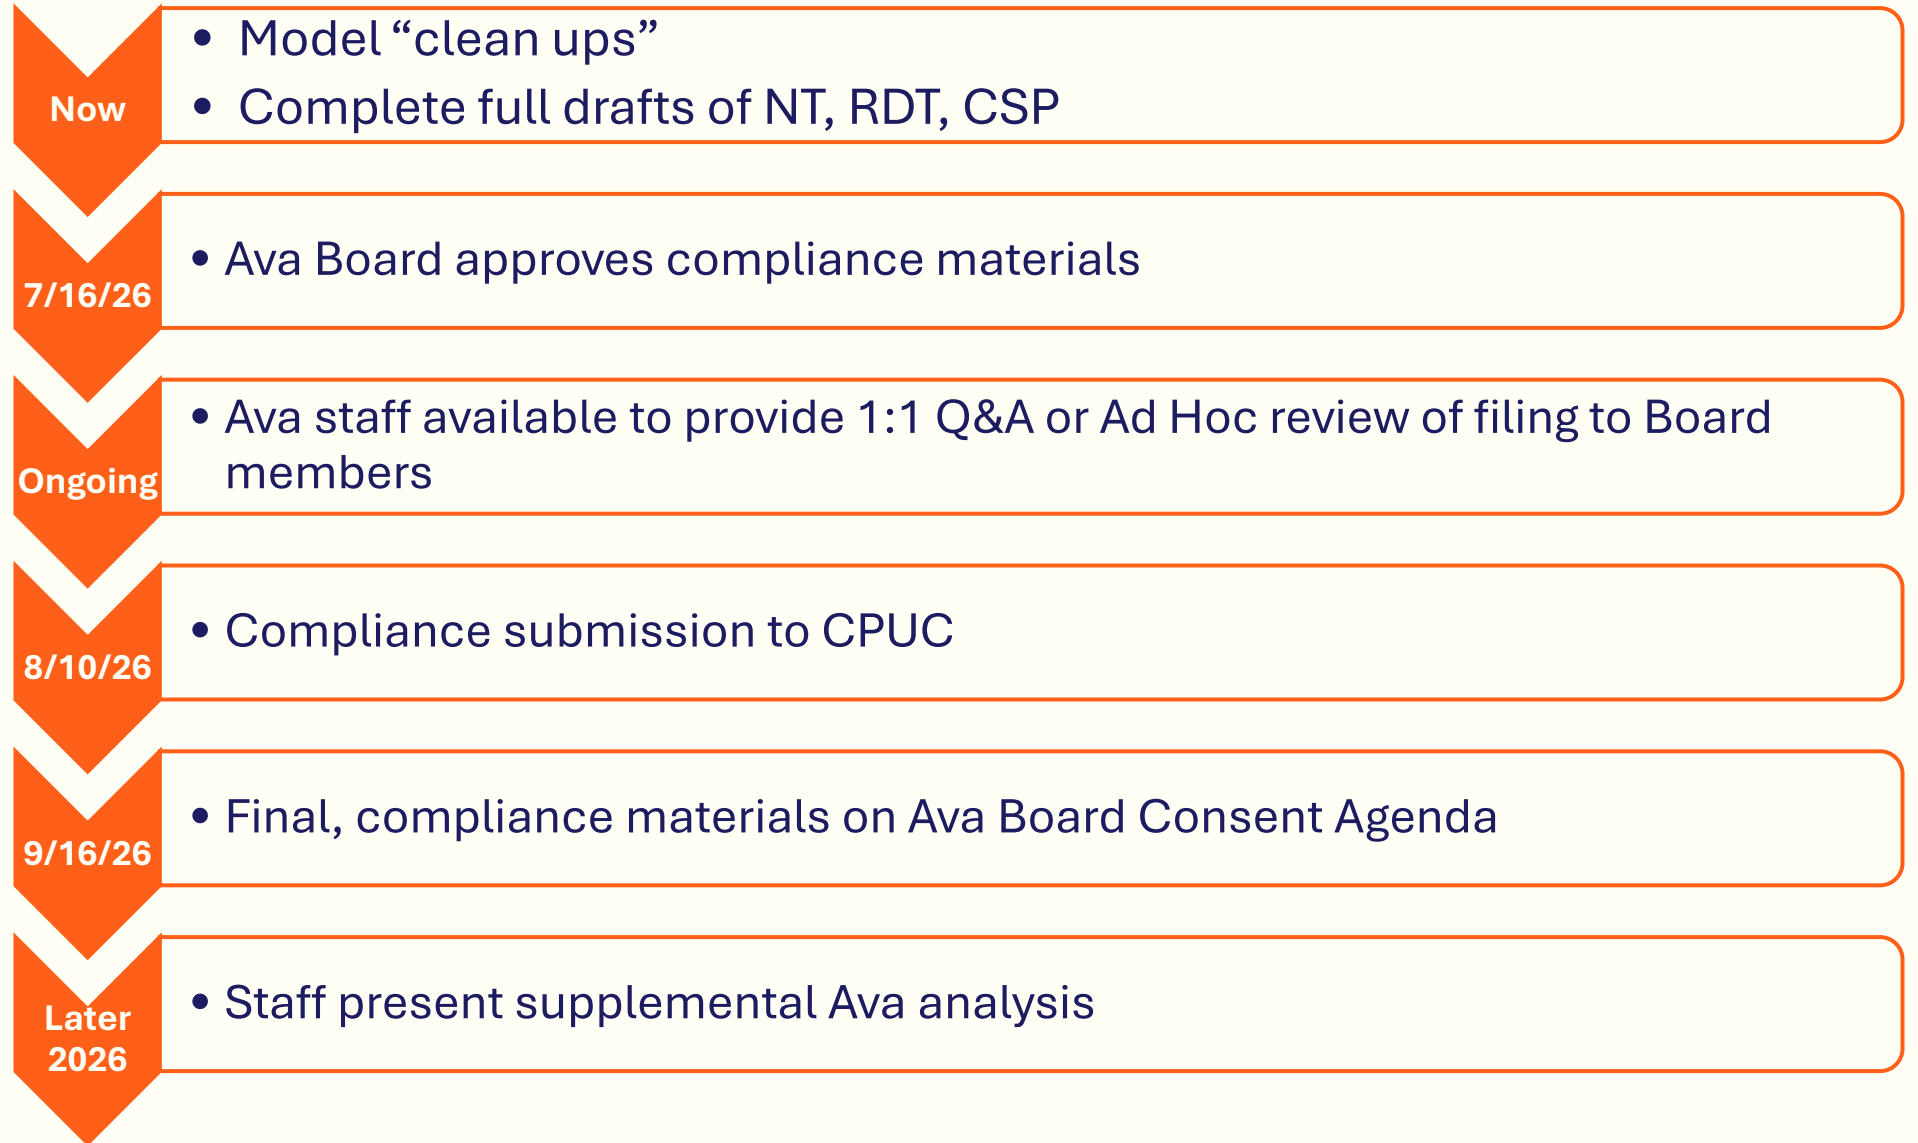 Now
• Model “clean ups”
• Complete full drafts of NT, RDT, CSP
7/16/26
• Ava Board approves compliance materials
Ongoing
• Ava staff available to provide 1:1 Q&A or Ad Hoc review of filing to Board
members
8/10/26
• Compliance submission to CPUC
9/16/26
• Final, compliance materials on Ava Board Consent Agenda
Later
2026
• Staff present supplemental Ava analysis